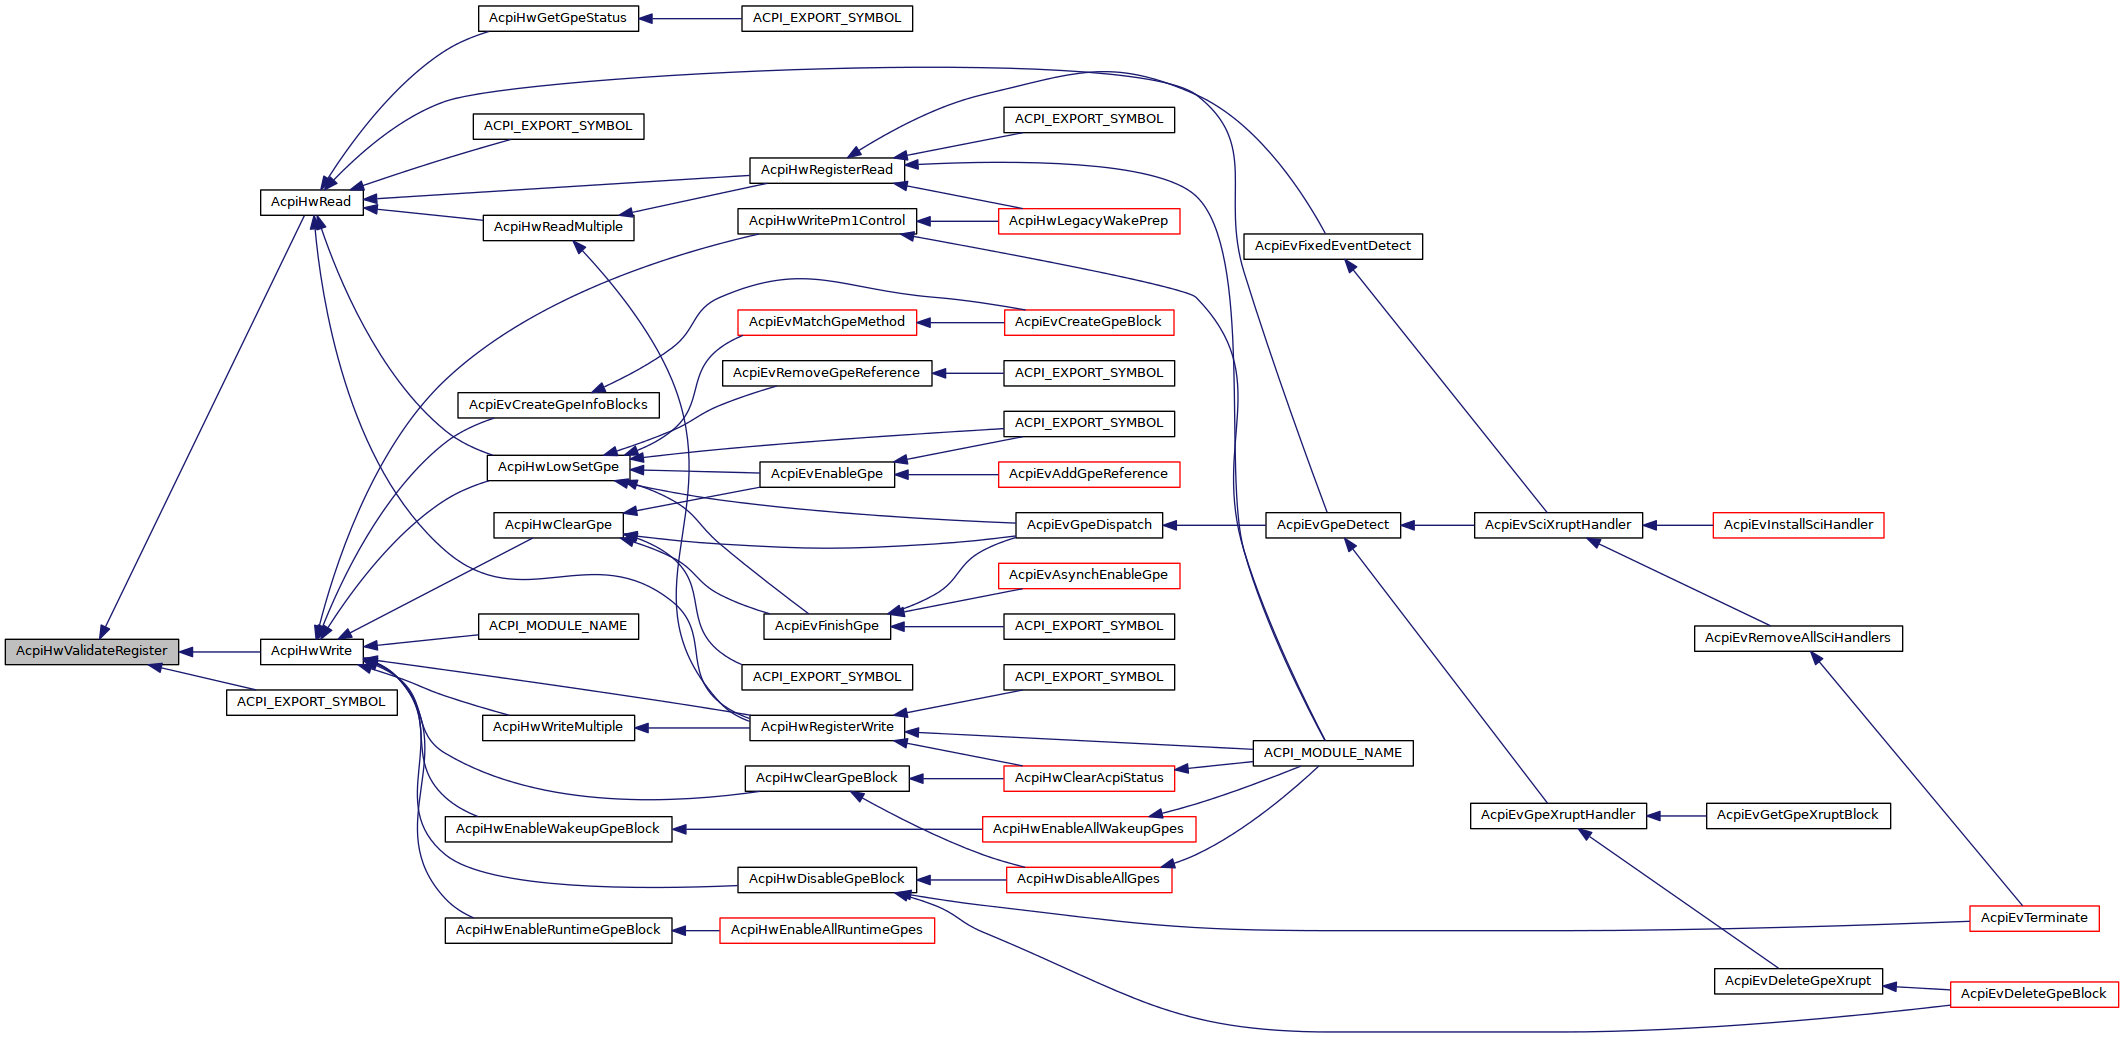 AcpiHwGetGpeStatus
ACPI_EXPORT_SYMBOL
ACPI_EXPORT_SYMBOL
ACPI_EXPORT_SYMBOL
AcpiHwRegisterRead
AcpiHwRead
AcpiHwReadMultiple
AcpiHwWritePm1Control
AcpiHwLegacyWakePrep
AcpiEvFixedEventDetect
AcpiEvMatchGpeMethod
AcpiEvCreateGpeBlock
AcpiEvRemoveGpeReference
ACPI_EXPORT_SYMBOL
AcpiEvCreateGpeInfoBlocks
ACPI_EXPORT_SYMBOL
AcpiHwLowSetGpe
AcpiEvEnableGpe
AcpiEvAddGpeReference
AcpiHwClearGpe
AcpiEvGpeDispatch
AcpiEvGpeDetect
AcpiEvSciXruptHandler
AcpiEvInstallSciHandler
AcpiEvAsynchEnableGpe
ACPI_MODULE_NAME
AcpiEvFinishGpe
ACPI_EXPORT_SYMBOL
AcpiEvRemoveAllSciHandlers
AcpiHwValidateRegister
AcpiHwWrite
ACPI_EXPORT_SYMBOL
ACPI_EXPORT_SYMBOL
ACPI_EXPORT_SYMBOL
AcpiHwWriteMultiple
AcpiHwRegisterWrite
ACPI_MODULE_NAME
AcpiHwClearGpeBlock
AcpiHwClearAcpiStatus
AcpiEvGpeXruptHandler
AcpiEvGetGpeXruptBlock
AcpiHwEnableWakeupGpeBlock
AcpiHwEnableAllWakeupGpes
AcpiHwDisableGpeBlock
AcpiHwDisableAllGpes
AcpiEvTerminate
AcpiHwEnableRuntimeGpeBlock
AcpiHwEnableAllRuntimeGpes
AcpiEvDeleteGpeXrupt
AcpiEvDeleteGpeBlock